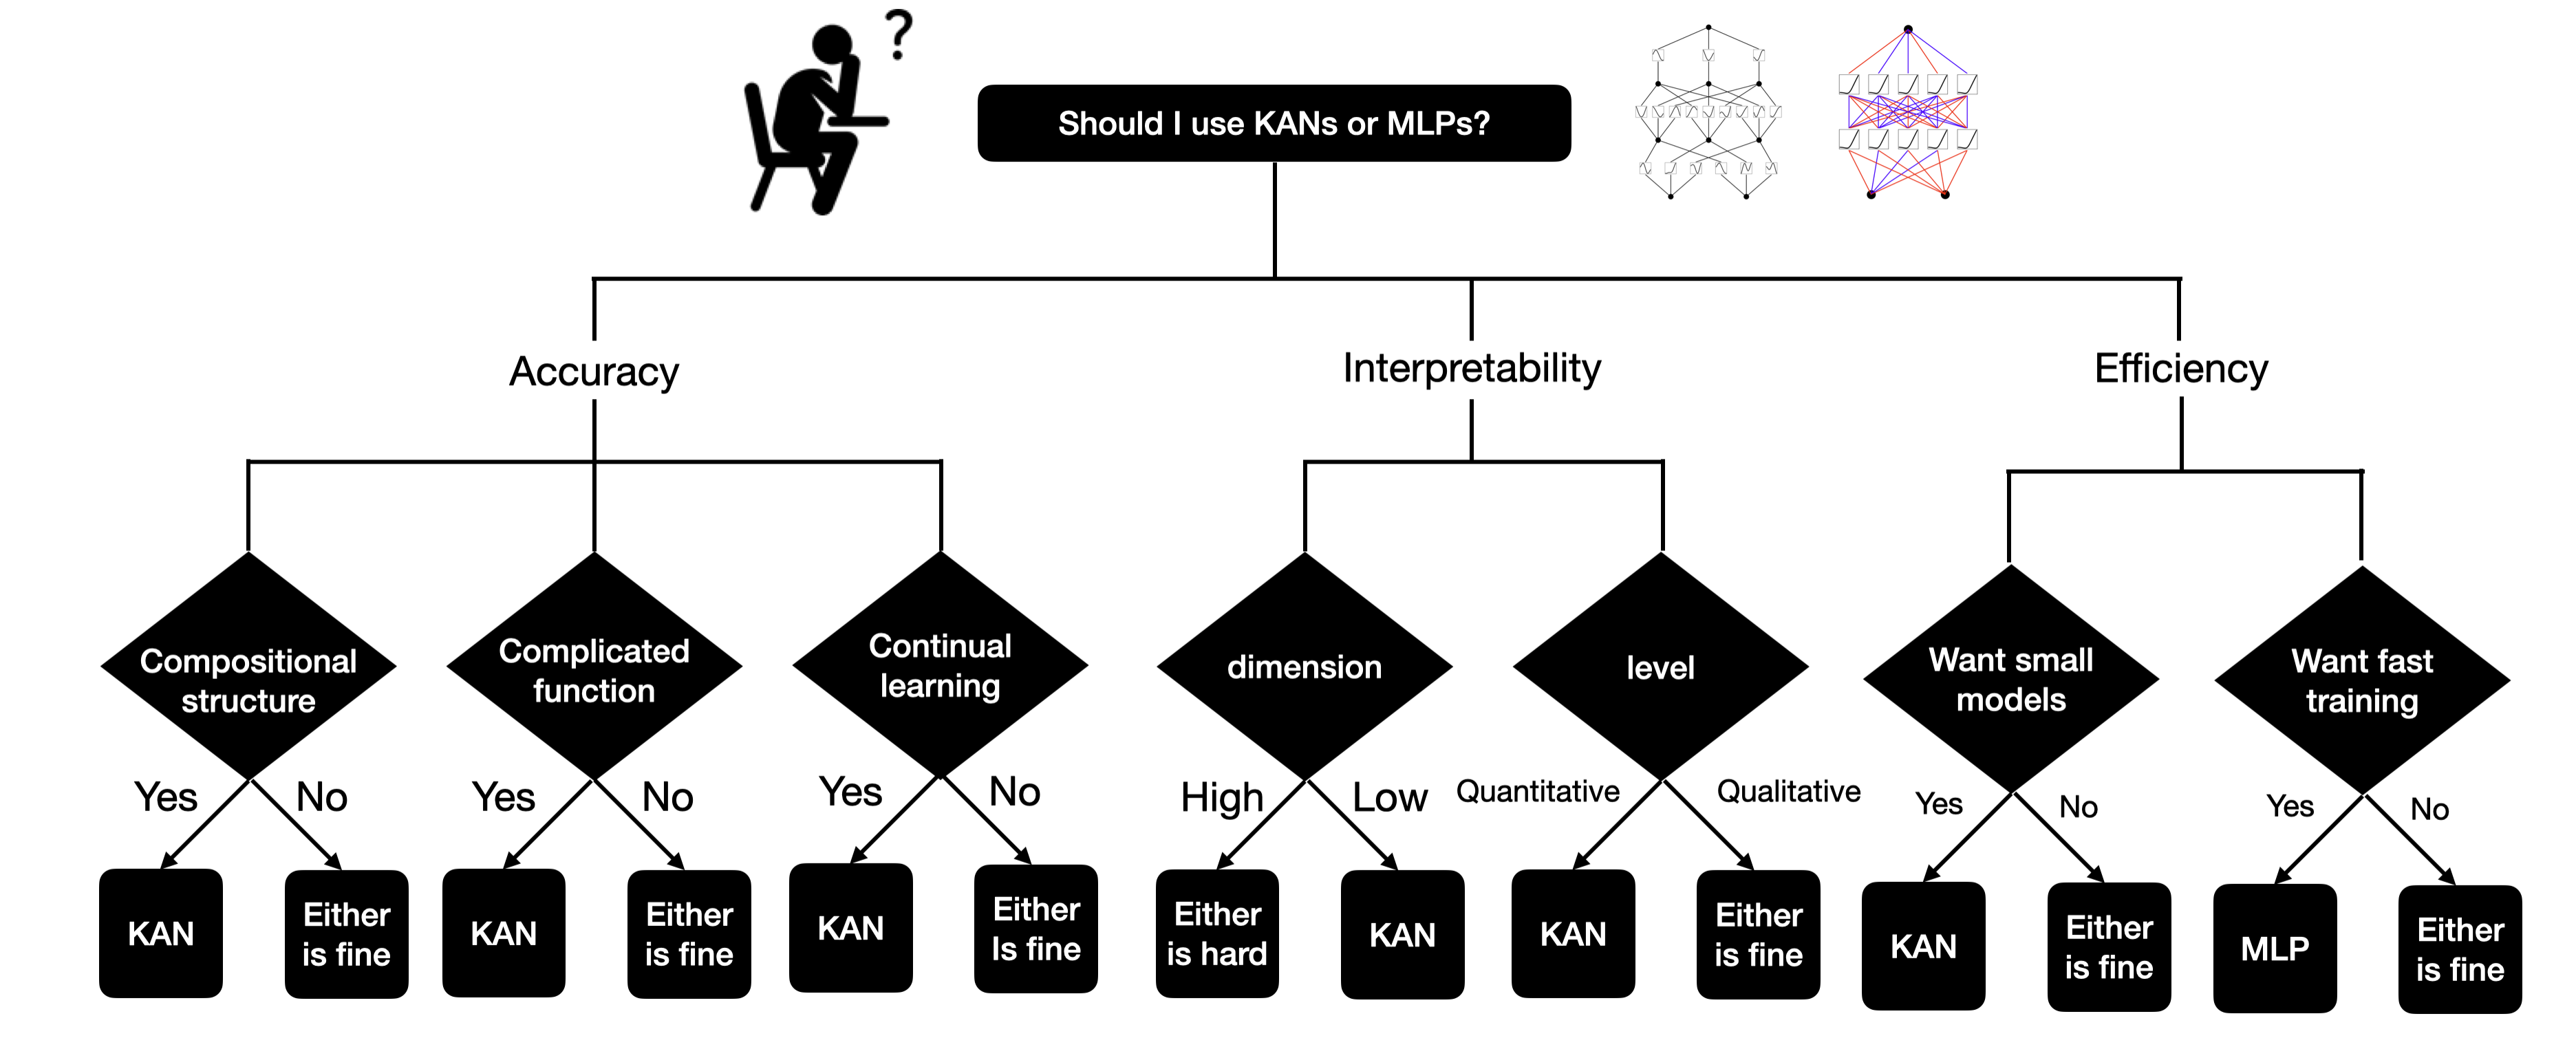 ?
Should I use KANs or MLPs?
Accuracy
Interpretability
Efficiency
Compositional
structure
Complicated
function
Continual
learning
dimension
level
Want small
models
Want fast
training
Yes
No
Yes
No
Yes
No
High
Low
Quantitative
Qualitative
Yes
No
Yes
No
KAN
Either
is fine
KAN
Either
is fine
KAN
Either
Is fine
Either
is hard
KAN
KAN
Either
is fine
KAN
Either
is fine
MLP
Either
is fine